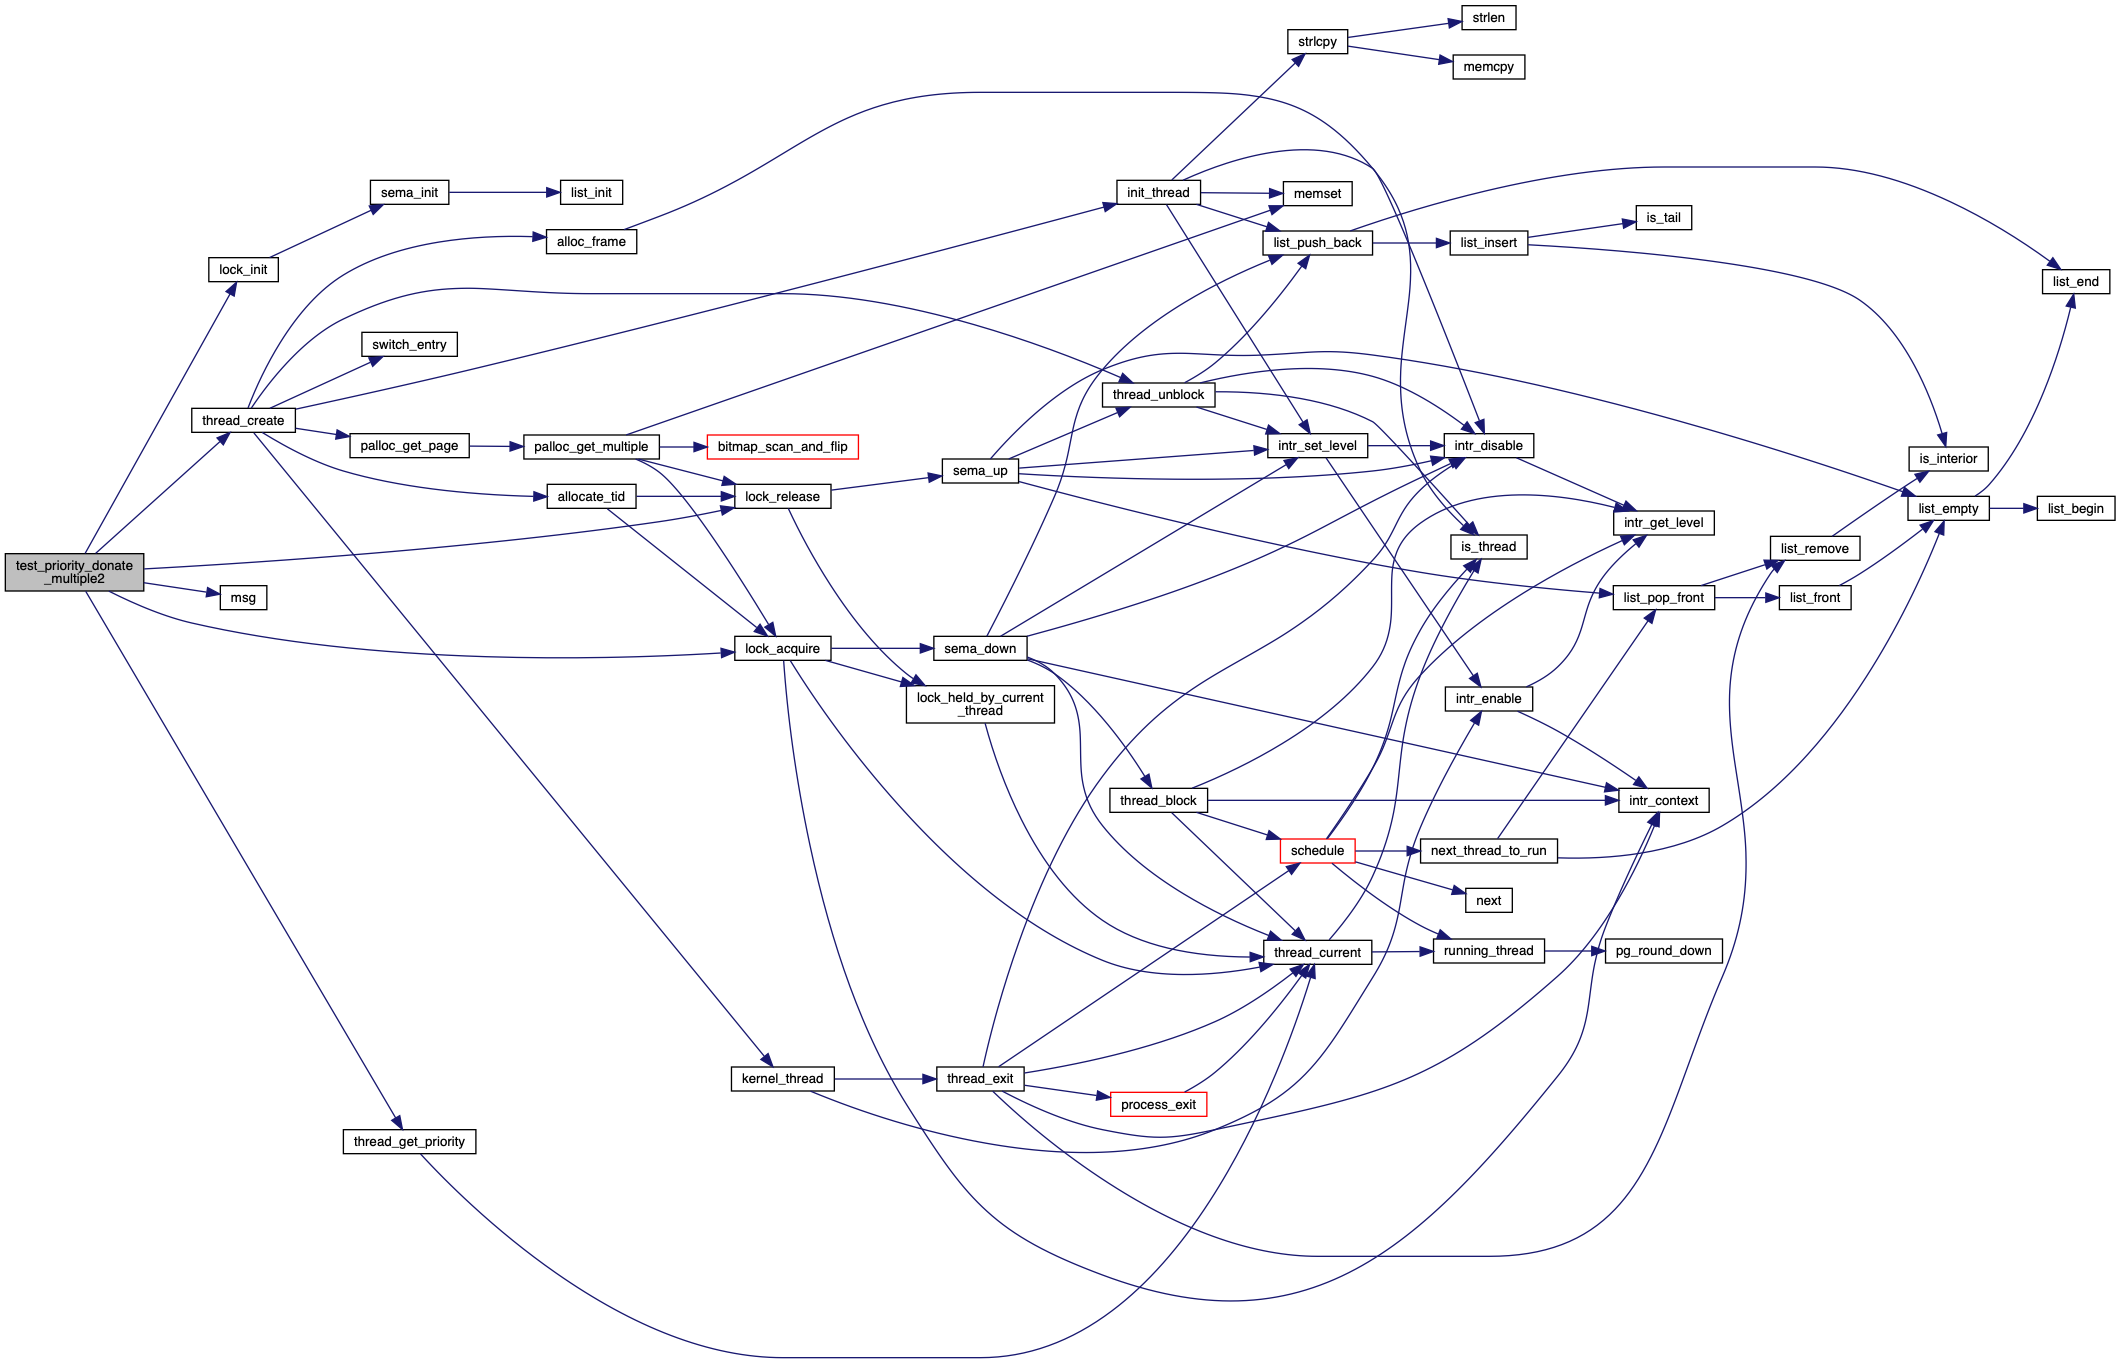 strlen
strlcpy
memcpy
sema_init
list_init
init_thread
memset
is_tail
alloc_frame
list_push_back
list_insert
lock_init
list_end
switch_entry
thread_unblock
thread_create
palloc_get_page
palloc_get_multiple
bitmap_scan_and_flip
intr_set_level
intr_disable
is_interior
sema_up
allocate_tid
lock_release
list_empty
list_begin
intr_get_level
is_thread
list_remove
test_priority_donate
_multiple2
msg
list_pop_front
list_front
lock_acquire
sema_down
lock_held_by_current
_thread
intr_enable
thread_block
intr_context
schedule
next_thread_to_run
next
thread_current
running_thread
pg_round_down
kernel_thread
thread_exit
process_exit
thread_get_priority